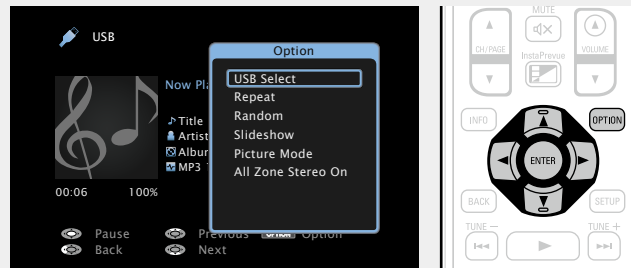 USB
Option
Now Pla
USB Select
Repeat
Random
Slideshow
Picture Mode
All Zone Stereo On
Title
Artist
Album
MP3
00:06 100%
Pause Previous OPTION Option
Back Next
MUTE
CH/PAGE
InstaPrevue
VOLUME
INFO
OPTION
ENTER
BACK
SETUP
TUNE –
TUNE +